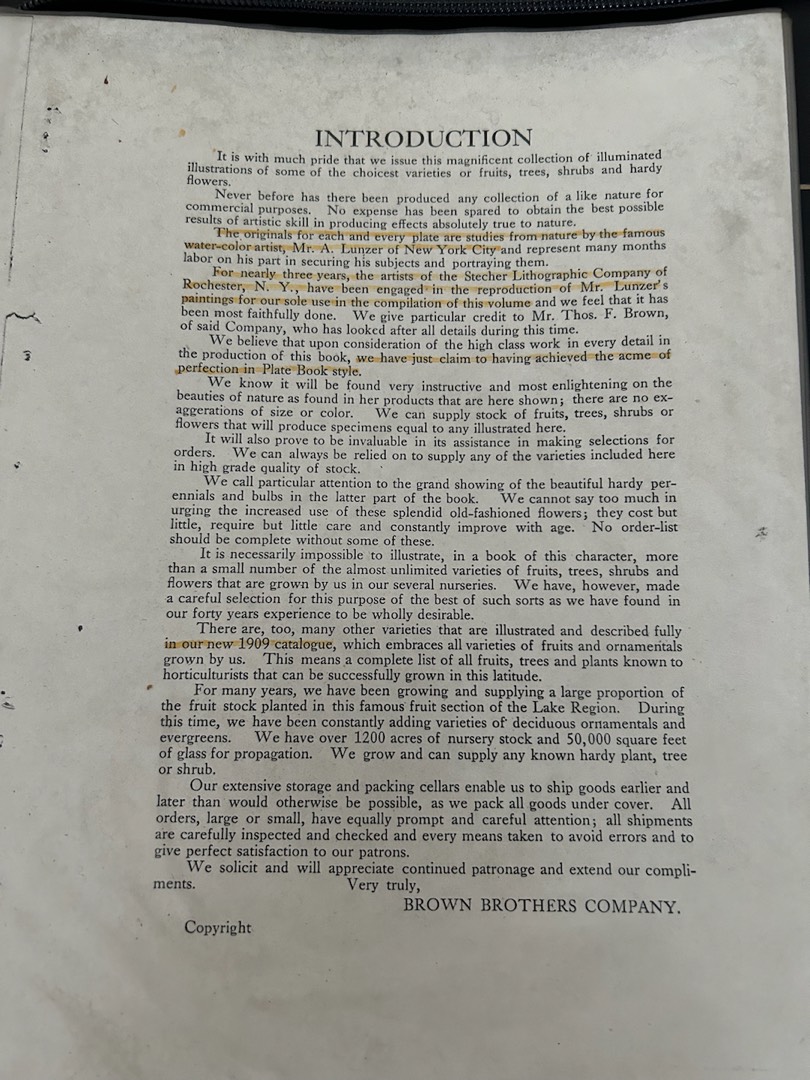 INTRODUCTION
It is with much pride that we issue this magnificent collection of illuminated
illustrations of some of the choicest varieties or fruits, trees, shrubs and hardy
flowers.
Never before has there been produced any collection of a like nature for
commercial purposes. No expense has been spared to obtain the best possible
results of artistic skill in producing effects absolutely true to nature.
The originals for each and every plate are studies from nature by the famous
water-color artist, Mr. A. Lunzer of New York City and represent many months
labor on his part in securing his subjects and portraying them.
For nearly three years, the artists of the Stecher Lithographic Company of
Rochester, N. Y., have been engaged in the reproduction of Mr. Lunzer's
paintings for our sole use in the compilation of this volume and we feel that it has
been most faithfully done. We give particular credit to Mr. Thos. F. Brown,
of said Company, who has looked after all details during this time.
We believe that upon consideration of the high class work in every detail in
the production of this book, we have just claim to having achieved the acme of
perfection in Plate Book style.
We know it will be found very instructive and most enlightening on the
beauties of nature as found in her products that are here shown; there are no ex-
aggerations of size or color. We can supply stock of fruits, trees, shrubs or
flowers that will produce specimens equal to any illustrated here.
It will also prove to be invaluable in its assistance in making selections for
orders. We can always be relied on to supply any of the varieties included here
in high grade quality of stock.
We call particular attention to the grand showing of the beautiful hardy per-
ennials and bulbs in the latter part of the book. We cannot say too much in
urging the increased use of these splendid old-fashioned flowers; they cost but
little, require but little care and constantly improve with age. No order-list
should be complete without some of these.
It is necessarily impossible to illustrate, in a book of this character, more
than a small number of the almost unlimited varieties of fruits, trees, shrubs and
flowers that are grown by us in our several nurseries. We have, however, made
a careful selection for this purpose of the best of such sorts as we have found in
our forty years experience to be wholly desirable.
There are, too, many other varieties that are illustrated and described fully
in our new 1909 catalogue, which embraces all varieties of fruits and ornamentals
grown by us. This means a complete list of all fruits, trees and plants known to
horticulturists that can be successfully grown in this latitude.
For many years, we have been growing and supplying a large proportion of
the fruit stock planted in this famous fruit section of the Lake Region. During
this time, we have been constantly adding varieties of deciduous ornamentals and
evergreens. We have over 1200 acres of nursery stock and 50,000 square feet
of glass for propagation. We grow and can supply any known hardy plant, tree
or shrub.
Our extensive storage and packing cellars enable us to ship goods earlier and
later than would otherwise be possible, as we pack all goods under cover. All
orders, large or small, have equally prompt and careful attention; all shipments
are carefully inspected and checked and every means taken to avoid errors and to
give perfect satisfaction to our patrons.
We solicit and will appreciate continued patronage and extend our compli-
ments. Very truly,
BROWN BROTHERS COMPANY.
Copyright